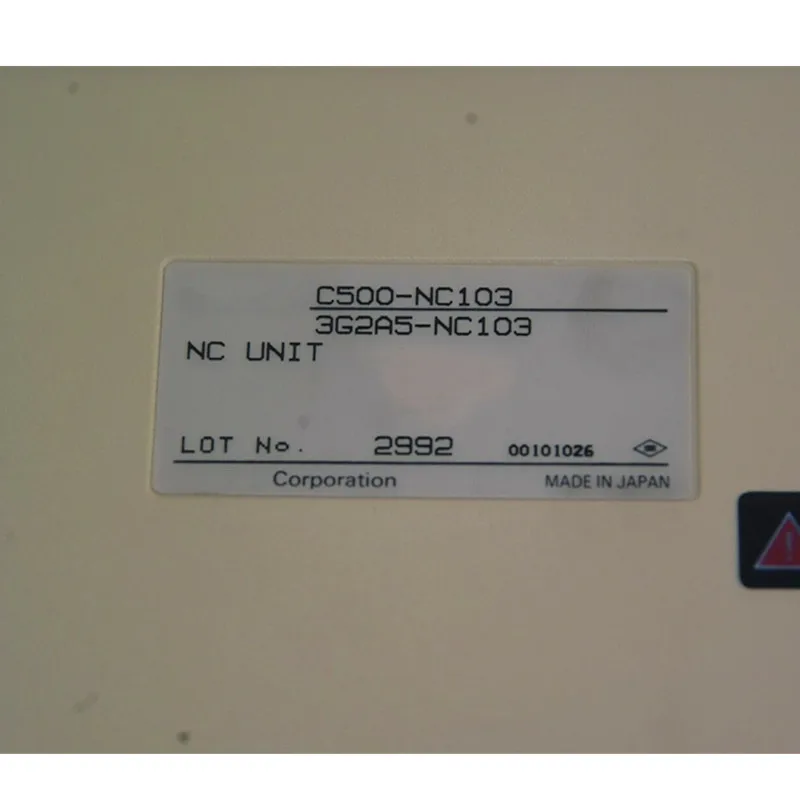 C500-NC103
3G2A5-NC103
NC UNIT
LOT No. 2992 00101026
Corporation MADE IN JAPAN